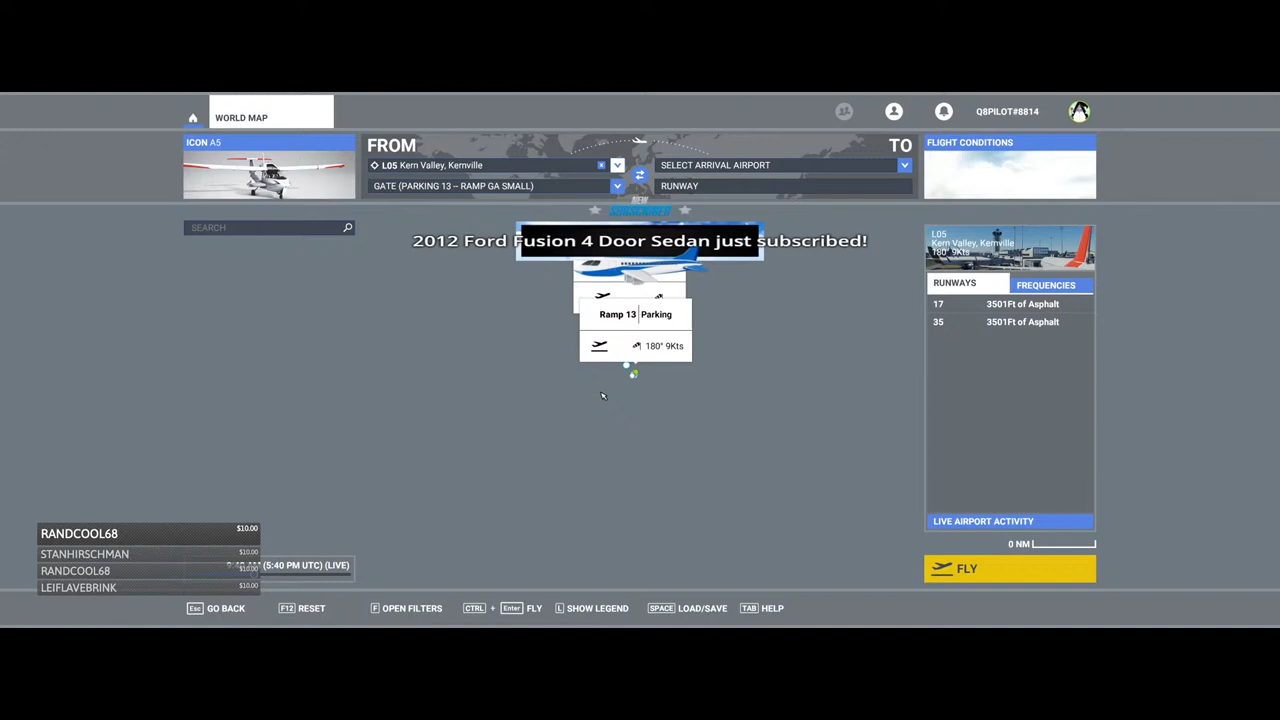 WORLD MAP
Q8PILOT#8814
ICON A5
FROM
TO
FLIGHT CONDITIONS
L05 Kern Valley, Kernville
SELECT ARRIVAL AIRPORT
GATE (PARKING 13 – RAMP GA SMALL)
RUNWAY
NEW
SUBSCRIBER
SEARCH
2012 Ford Fusion 4 Door Sedan just subscribed!
L05
Kern Valley, Kernville
180° 9Kts
RUNWAYS
FREQUENCIES
17 3501Ft of Asphalt
35 3501Ft of Asphalt
Ramp 13 Parking
180° 9Kts
LIVE AIRPORT ACTIVITY
0 NM
FLY
RANDCOOL68 $10.00
STANHIRSCHMAN $10.00
RANDCOOL68 $10.00
LEIFLAVEBRINK $10.00
(5:40 PM UTC) (LIVE)
Esc GO BACK
F12 RESET
F OPEN FILTERS
CTRL + Enter FLY
L SHOW LEGEND
SPACE LOAD/SAVE
TAB HELP